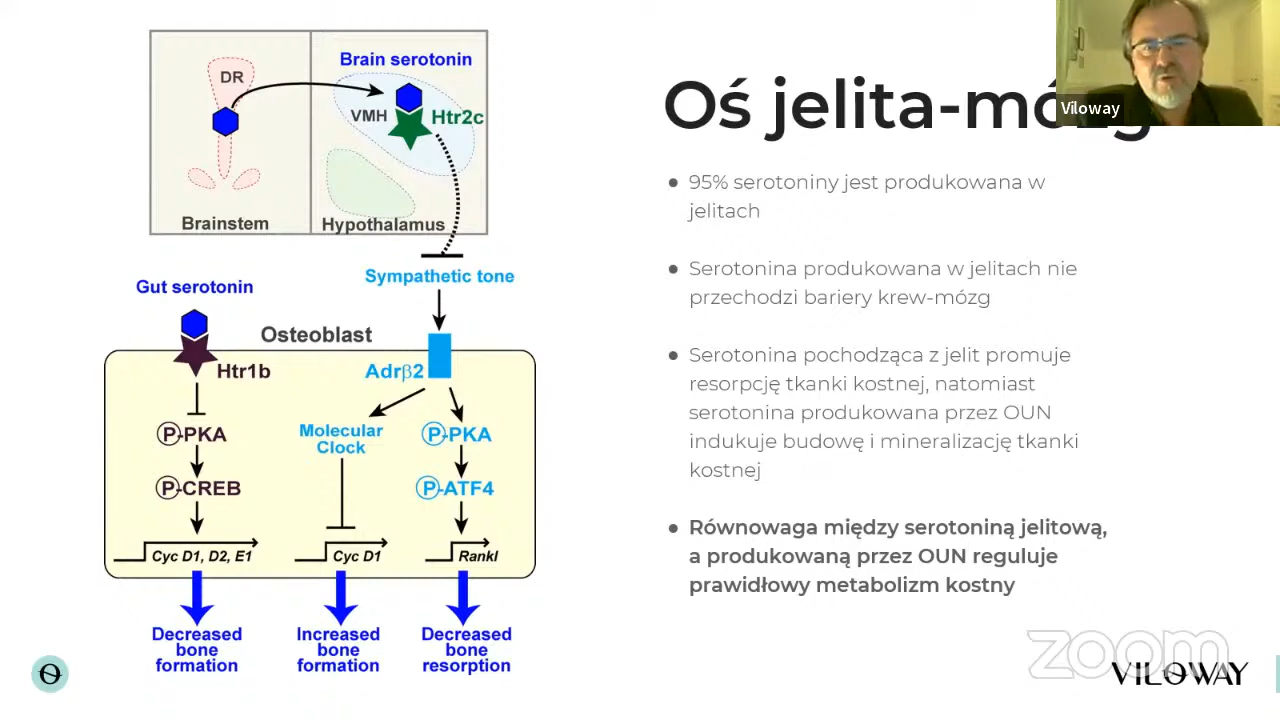 Brain serotonin
DR
VMH
Htr2c
Brainstem
Hypothalamus
Sympathetic tone
Gut serotonin
Osteoblast
Htr1b
Adrβ2
P-PKA
Molecular
Clock
P-PKA
P-CREB
P-ATF4
Cyc D1, D2, E1
Cyc D1
Rankl
Decreased
bone
formation
Increased
bone
formation
Decreased
bone
resorption
Oś jelita-mózg
Viloway
• 95% serotoniny jest produkowana w
jelitach
• Serotonina produkowana w jelitach nie
przechodzi bariery krew-mózg
• Serotonina pochodząca z jelit promuje
resorpcję tkanki kostnej, natomiast
serotonina produkowana przez OUN
indukuje budowę i mineralizację tkanki
kostnej
• Równowaga między serotoniną jelitową,
a produkowaną przez OUN reguluje
prawidłowy metabolizm kostny
zoom
VILOWAY